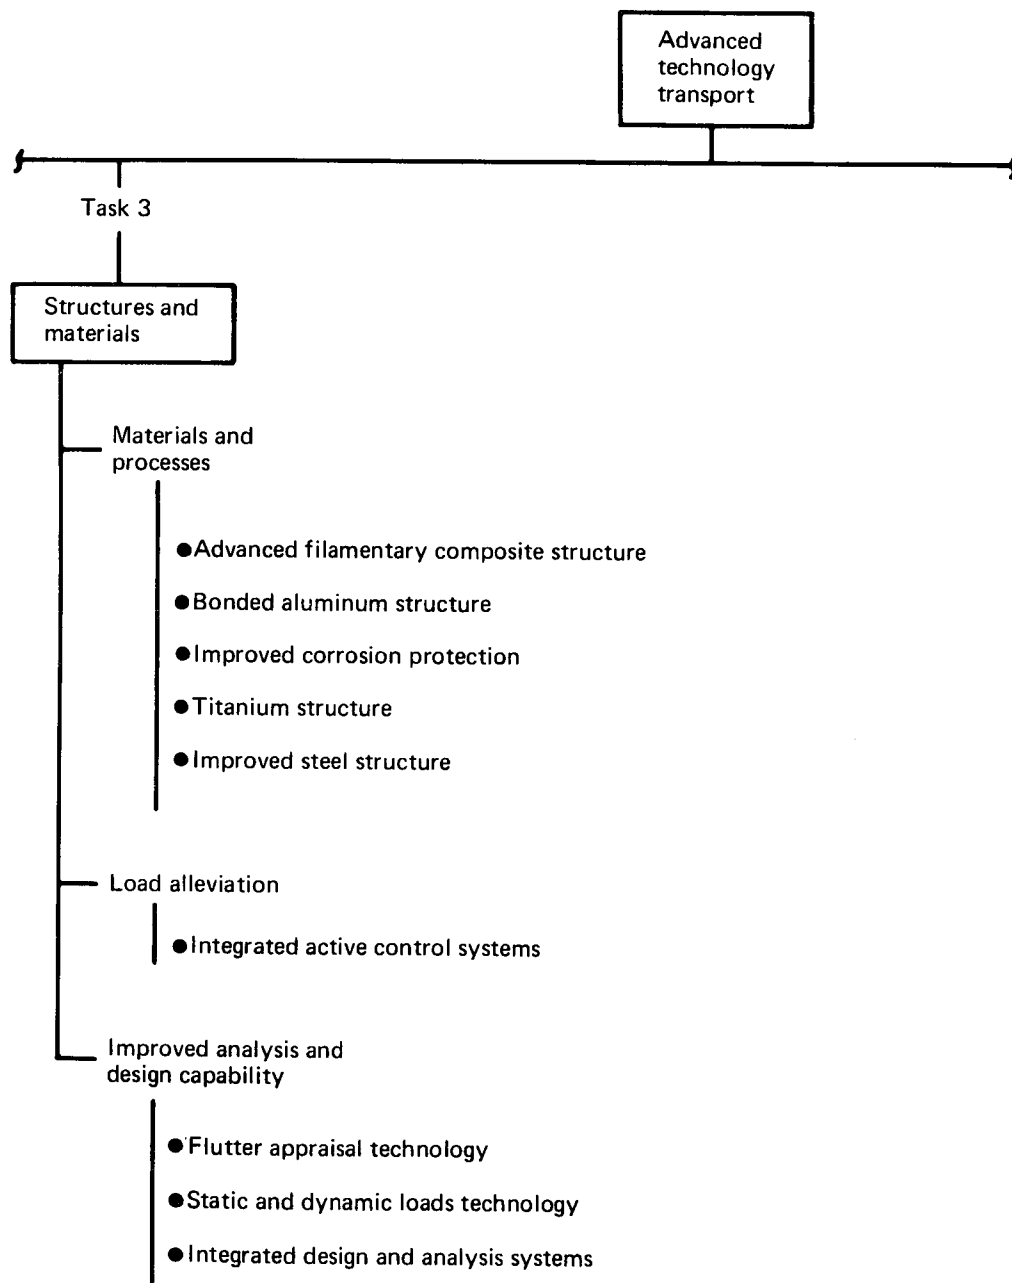 Advanced
technology
transport
Task 3
Structures and
materials
Materials and
processes
●Advanced filamentary composite structure
●Bonded aluminum structure
●Improved corrosion protection
●Titanium structure
●Improved steel structure
Load alleviation
●Integrated active control systems
Improved analysis and
design capability
●Flutter appraisal technology
●Static and dynamic loads technology
●Integrated design and analysis systems